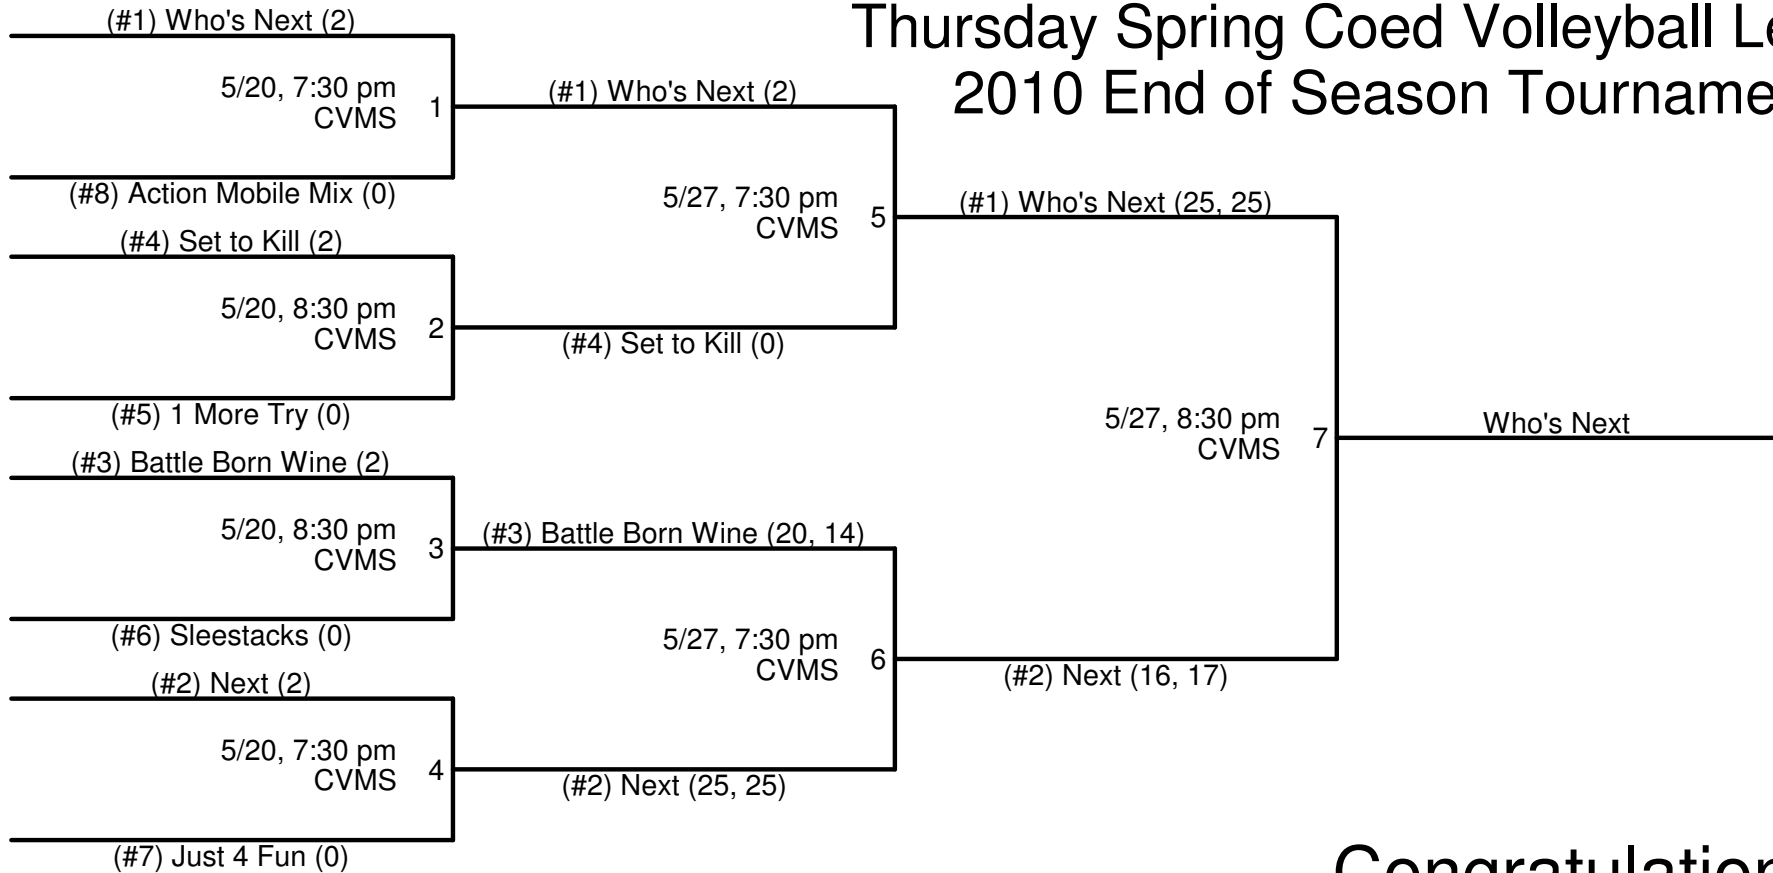 Thursday Spring Coed Volleyball
2010 End of Season
(#1) Who's Next (2)
5/20, 7:30 pm
CVMS
1
(#8) Action Mobile Mix (0)
(#4) Set to Kill (2)
5/20, 8:30 pm
CVMS
2
(#5) 1 More Try (0)
(#3) Battle Born Wine (2)
5/20, 8:30 pm
CVMS
3
(#6) Sleestacks (0)
(#2) Next (2)
5/20, 7:30 pm
CVMS
4
(#7) Just 4 Fun (0)
(#1) Who's Next (2)
5/27, 7:30 pm
CVMS
5
(#4) Set to Kill (0)
(#3) Battle Born Wine (20, 14)
5/27, 7:30 pm
CVMS
6
(#2) Next (25, 25)
(#1) Who's Next (25, 25)
5/27, 8:30 pm
CVMS
7
(#2) Next (16, 17)
Who's Next